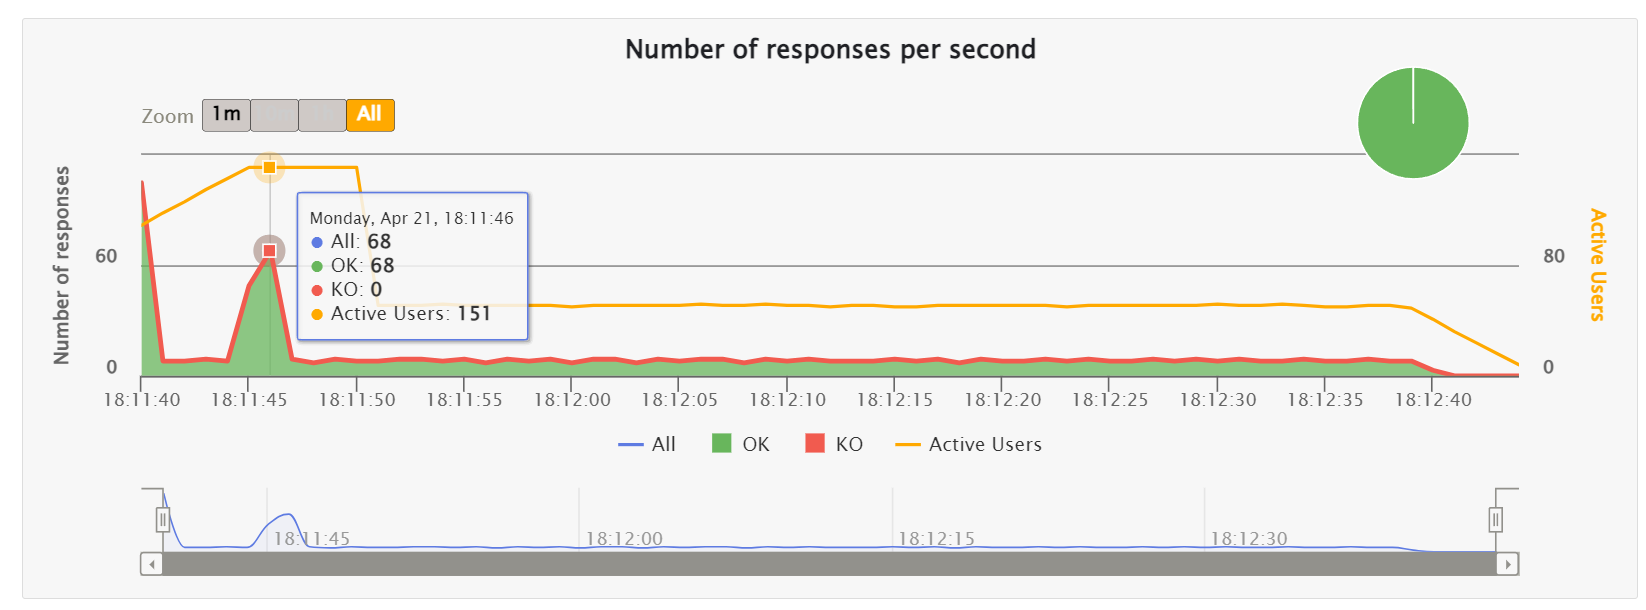 Number of responses per second
Zoom 1m All
Number of responses
60
0
Monday, Apr 21, 18:11:46
All: 68
OK: 68
KO: 0
Active Users: 151
80
0
Active Users
18:11:40 18:11:45 18:11:50 18:11:55 18:12:00 18:12:05 18:12:10 18:12:15 18:12:20 18:12:25 18:12:30 18:12:35 18:12:40
All OK KO Active Users
18:11:45 18:12:00 18:12:15 18:12:30